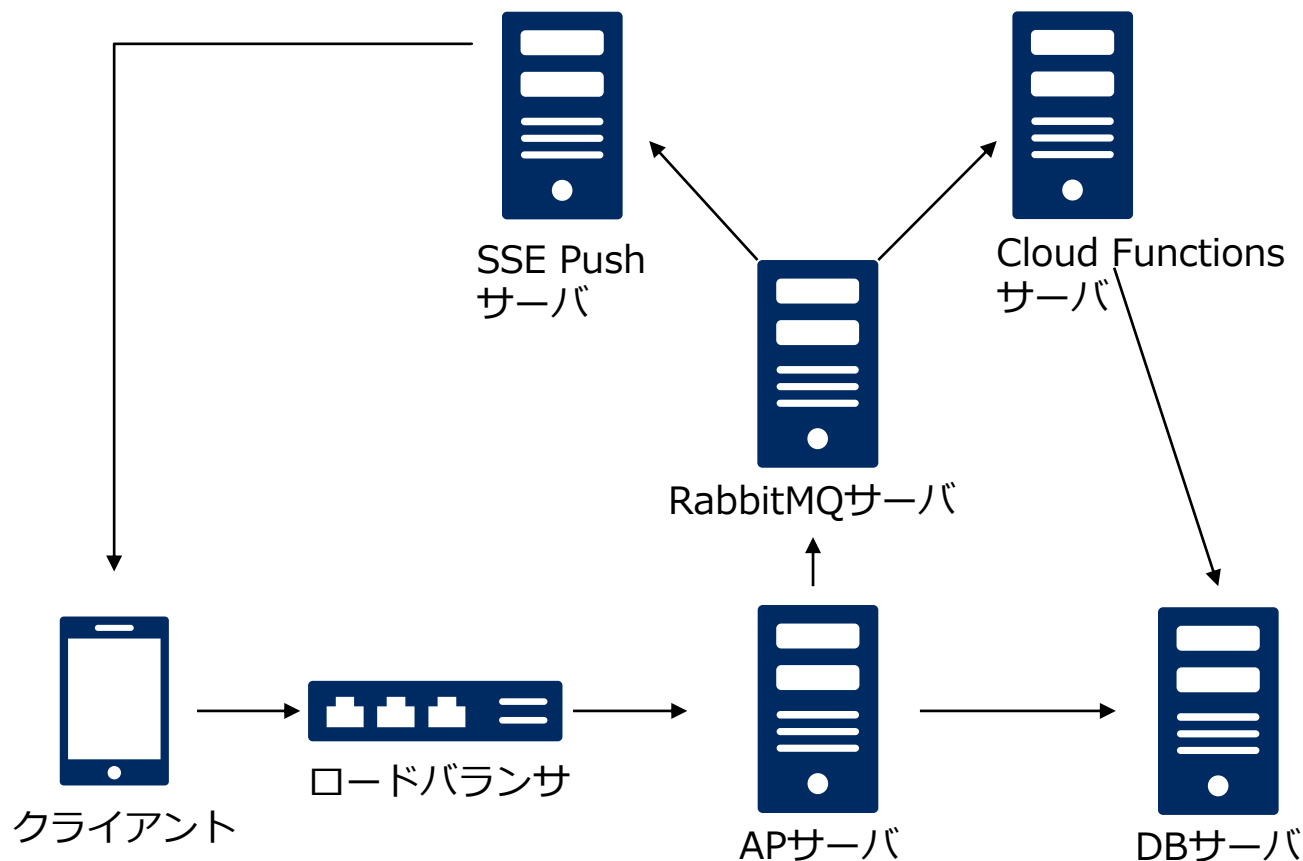 SSE Push
サーバ
Cloud Functions
サーバ
RabbitMQサーバ
クライアント
ロードバランサ
APサーバ
DBサーバ